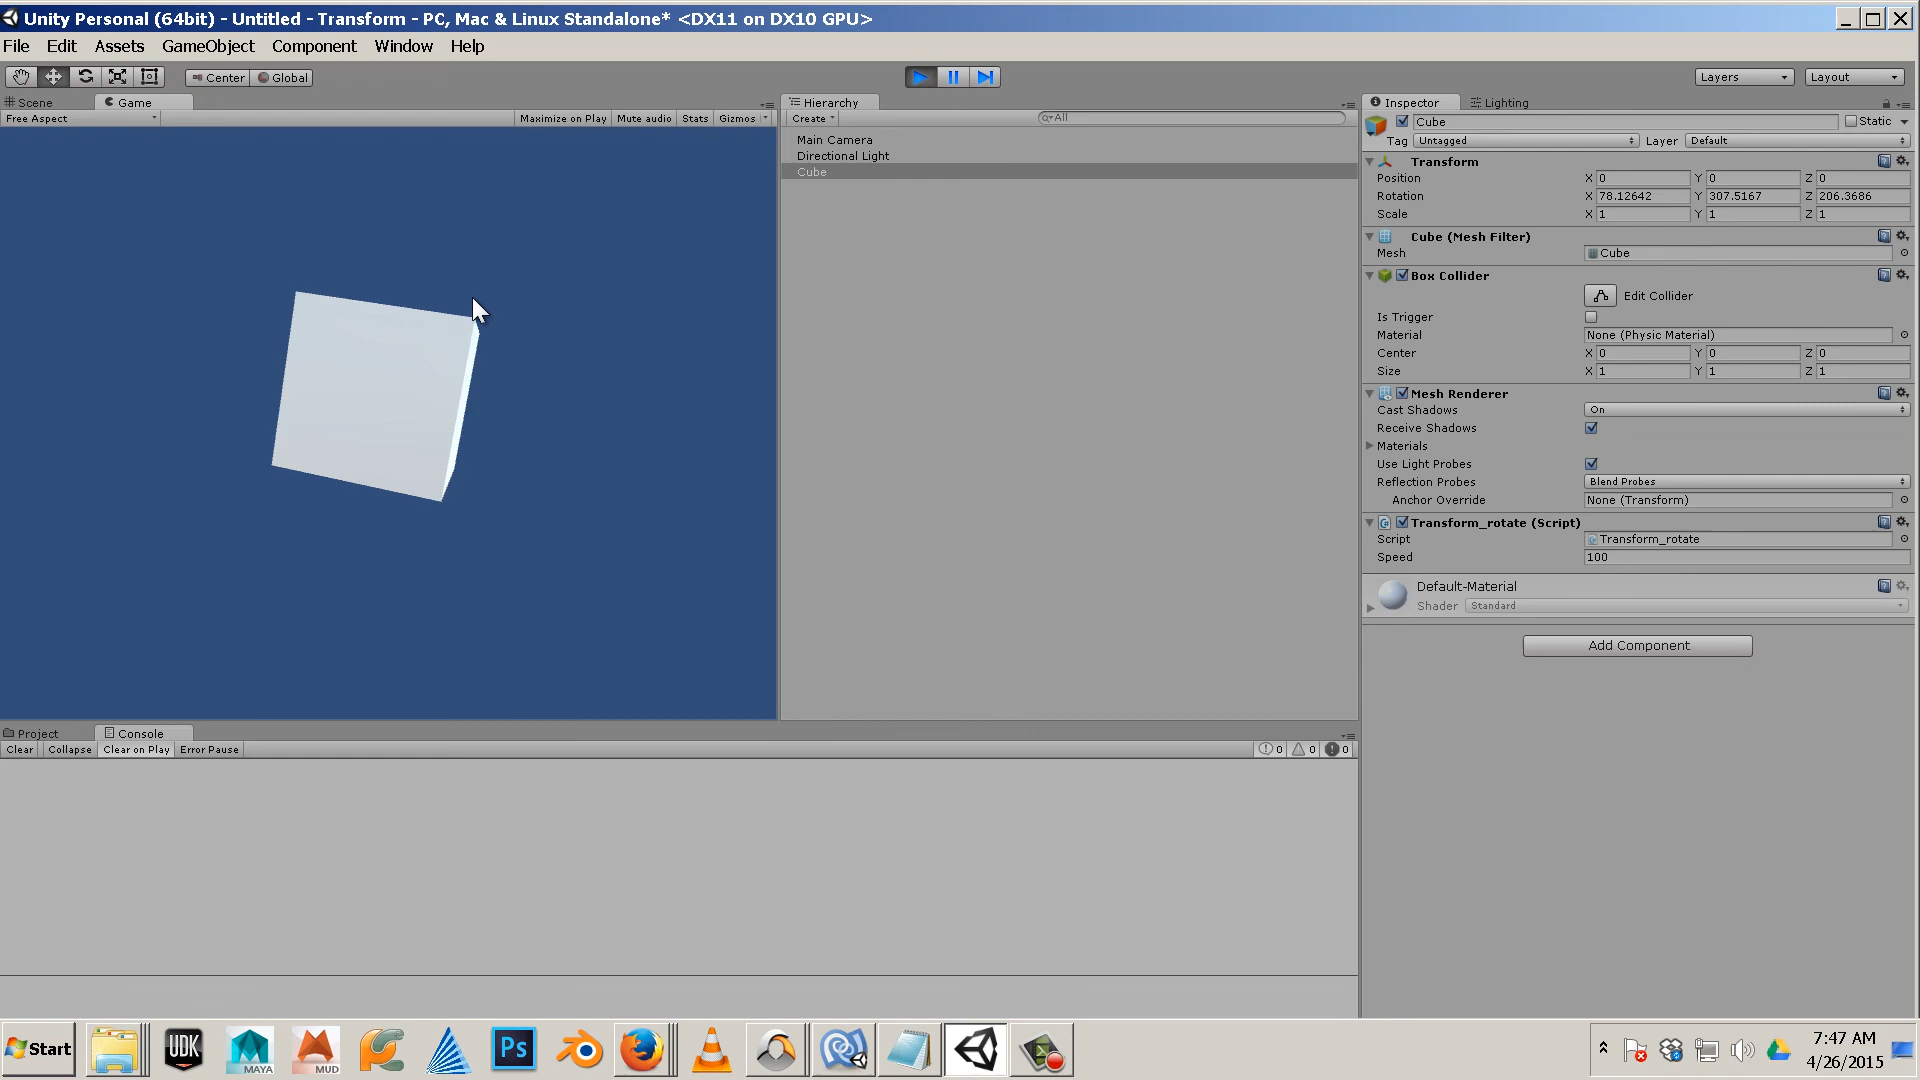 Unity Personal (64bit) - Untitled - Transform - PC, Mac & Linux Standalone* <DX11 on DX10 GPU>
File Edit Assets GameObject Component Window Help
Center Global Layers Layout
Scene Game
Free Aspect Maximize on Play Mute audio Stats Gizmos
Hierarchy
Create All
Main Camera
Directional Light
Cube
Inspector Lighting
Cube Static
Tag Untagged Layer Default
Transform
Position X 0 Y 0 Z 0
Rotation X 78.12642 Y 307.5167 Z 206.3686
Scale X 1 Y 1 Z 1
Cube (Mesh Filter)
Mesh Cube
Box Collider
Edit Collider
Is Trigger
Material None (Physic Material)
Center X 0 Y 0 Z 0
Size X 1 Y 1 Z 1
Mesh Renderer
Cast Shadows On
Receive Shadows
Materials
Use Light Probes
Reflection Probes Blend Probes
Anchor Override None (Transform)
Transform_rotate (Script)
Script Transform_rotate
Speed 100
Default-Material
Shader Standard
Add Component
Project Console
Clear Collapse Clear on Play Error Pause 0 0 0
Start UDK MAYA MUD Ps
7:47 AM
4/26/2015